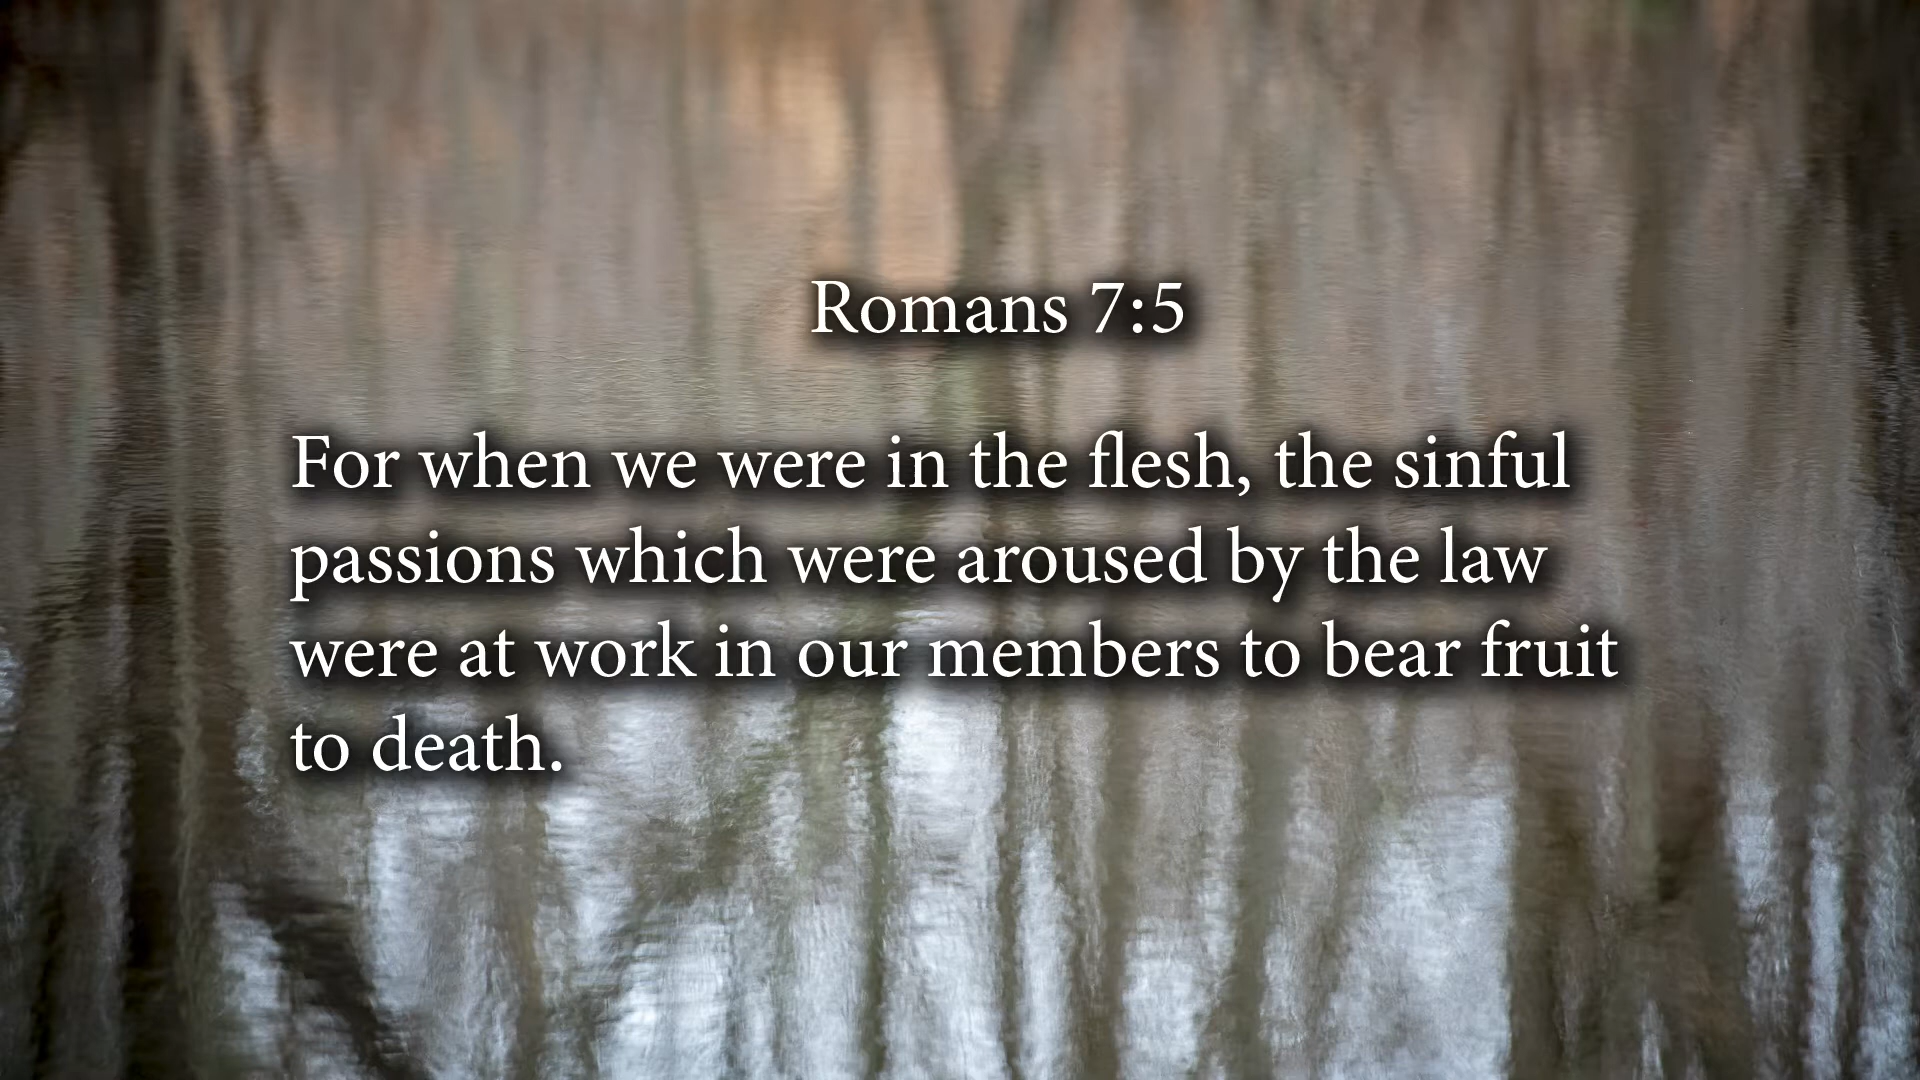 Romans 7:5
For when we were in the flesh, the sinful
passions which were aroused by the law
were at work in our members to bear fruit
to death.